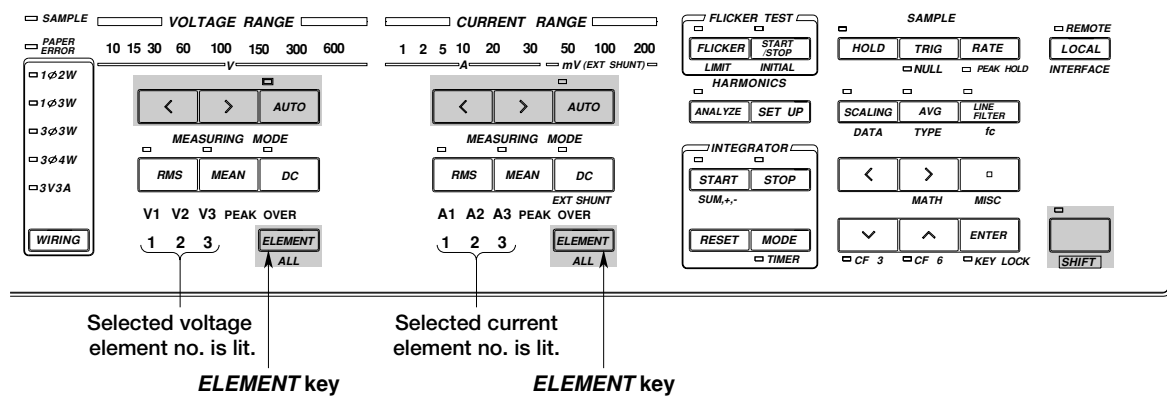 SAMPLE
PAPER ERROR
1φ2W
1φ3W
3φ3W
3φ4W
3V3A
WIRING
VOLTAGE RANGE
10 15 30 60 100 150 300 600
V
< > AUTO
MEASURING MODE
RMS MEAN DC
V1 V2 V3 PEAK OVER
1 2 3 ELEMENT
ALL
CURRENT RANGE
1 2 5 10 20 30 50 100 200
A mV (EXT SHUNT)
< > AUTO
MEASURING MODE
RMS MEAN DC
EXT SHUNT
A1 A2 A3 PEAK OVER
1 2 3 ELEMENT
ALL
FLICKER TEST
FLICKER START /STOP
LIMIT INITIAL
HARMONICS
ANALYZE SET UP
INTEGRATOR
START STOP
SUM,+,-
RESET MODE
TIMER
SAMPLE
HOLD TRIG RATE
NULL PEAK HOLD
SCALING AVG LINE FILTER
DATA TYPE fc
< >
MATH MISC
ENTER
CF 3 CF 6 KEY LOCK
REMOTE
LOCAL
INTERFACE
SHIFT
Selected voltage
element no. is lit.
ELEMENT key
Selected current
element no. is lit.
ELEMENT key